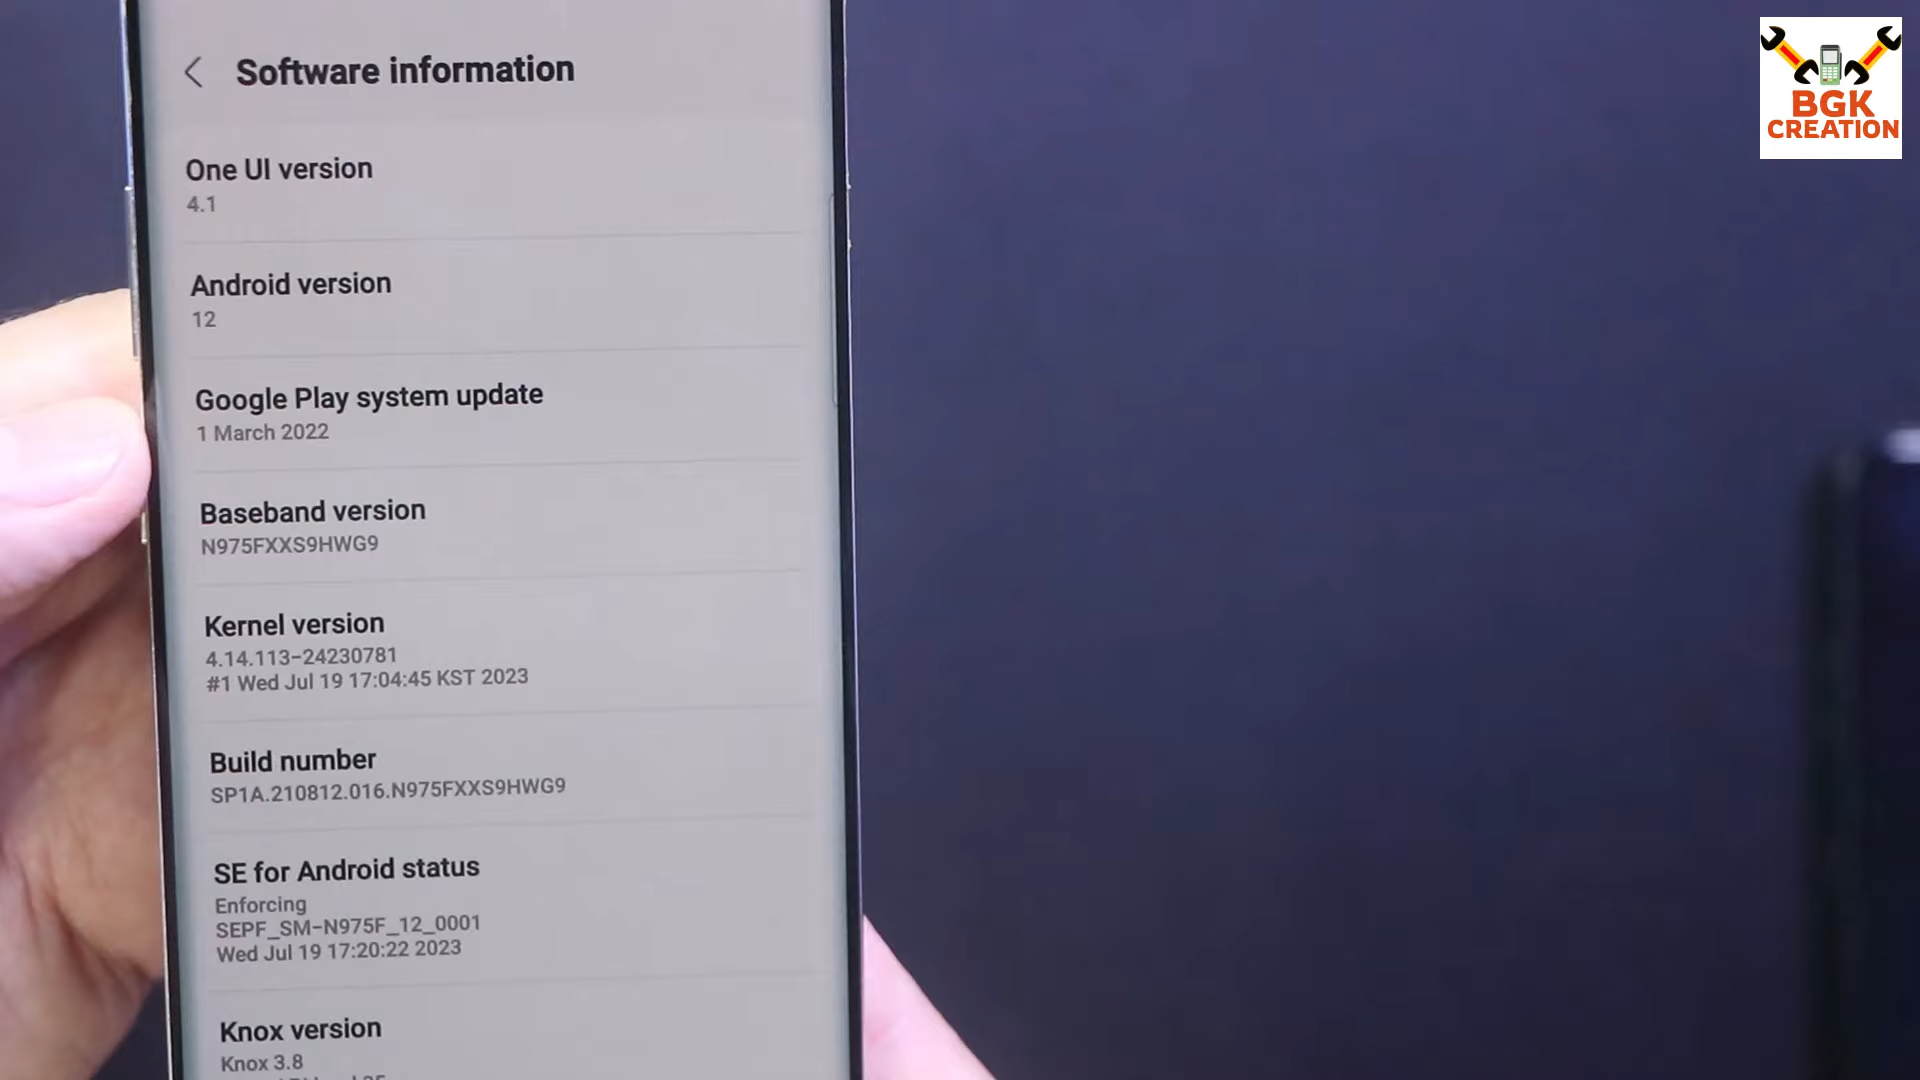 Software information
One UI version
4.1
Android version
12
Google Play system update
1 March 2022
Baseband version
N975FXXS9HWG9
Kernel version
4.14.113-24230781
#1 Wed Jul 19 17:04:45 KST 2023
Build number
SP1A.210812.016.N975FXXS9HWG9
SE for Android status
Enforcing
SEPF_SM-N975F_12_0001
Wed Jul 19 17:20:22 2023
Knox version
Knox 3.8
BGK
CREATION